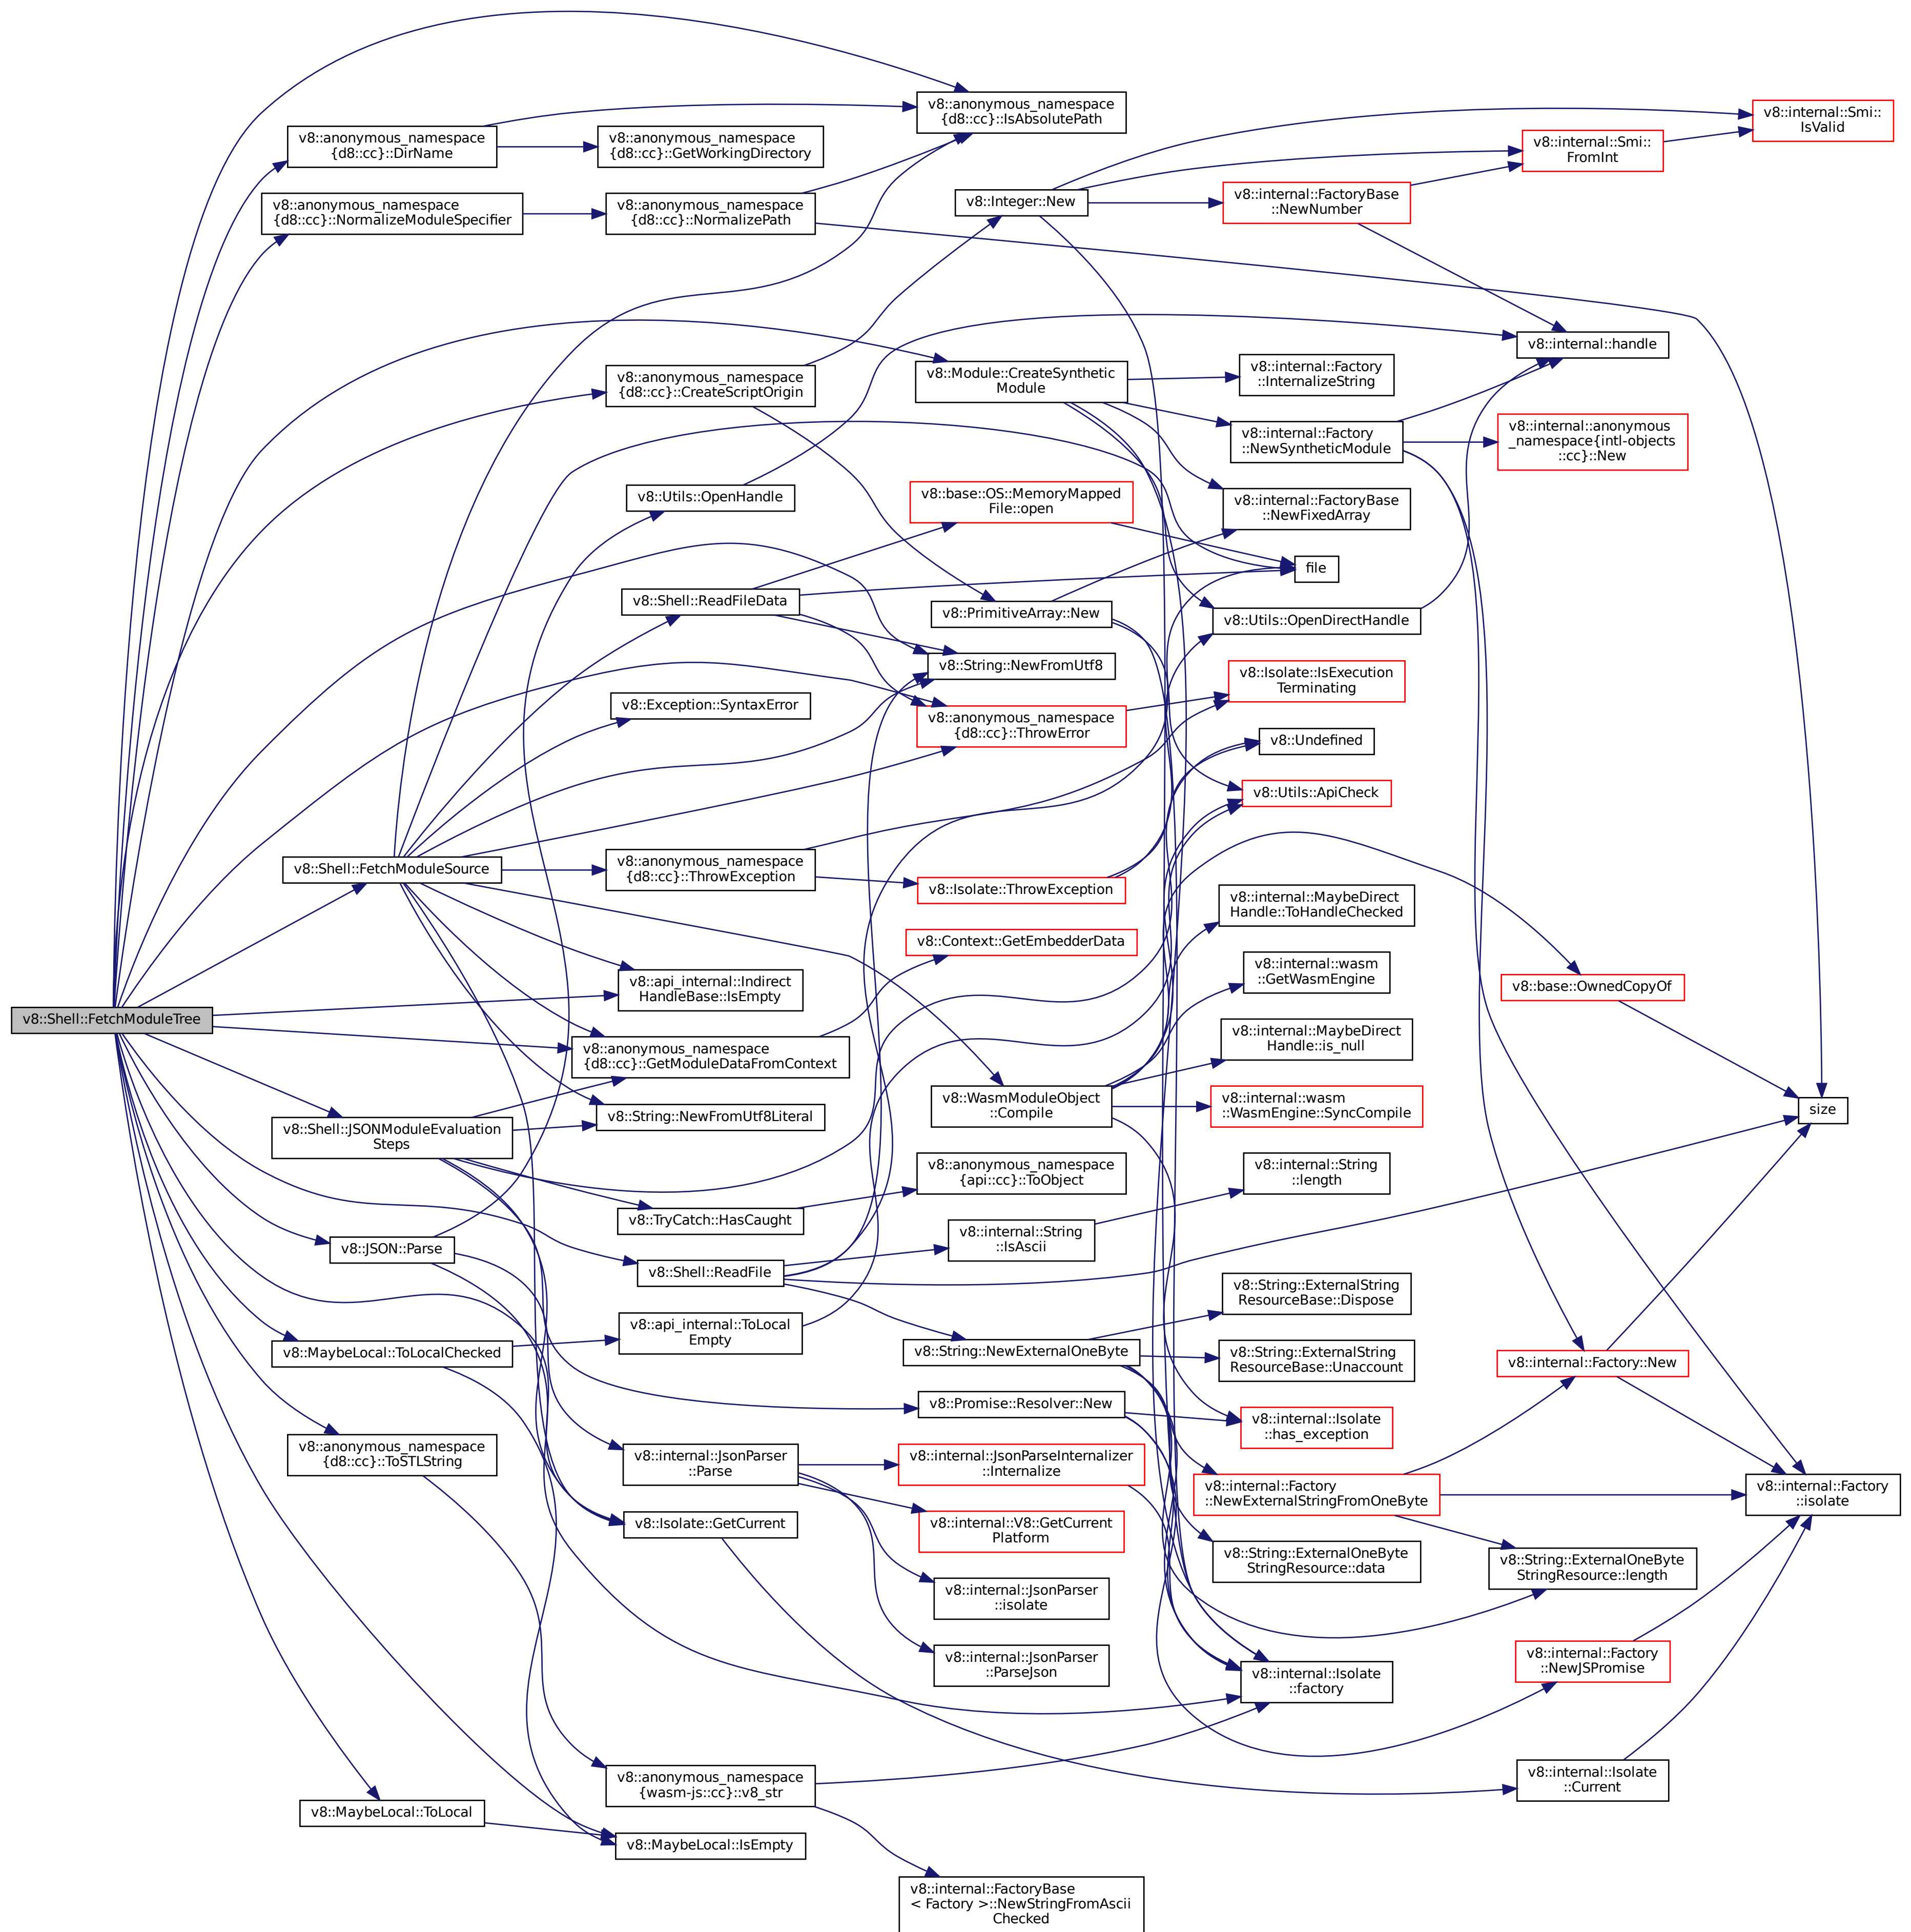 v8::Shell::FetchModuleTree
v8::anonymous_namespace
{d8::cc}::DirName
v8::anonymous_namespace
{d8::cc}::NormalizeModuleSpecifier
v8::Shell::FetchModuleSource
v8::Shell::JSONModuleEvaluation
Steps
v8::JSON::Parse
v8::MaybeLocal::ToLocalChecked
v8::anonymous_namespace
{d8::cc}::ToSTLString
v8::MaybeLocal::ToLocal
v8::anonymous_namespace
{d8::cc}::GetWorkingDirectory
v8::anonymous_namespace
{d8::cc}::NormalizePath
v8::anonymous_namespace
{d8::cc}::CreateScriptOrigin
v8::Utils::OpenHandle
v8::Shell::ReadFileData
v8::Exception::SyntaxError
v8::anonymous_namespace
{d8::cc}::ThrowException
v8::api_internal::Indirect
HandleBase::IsEmpty
v8::anonymous_namespace
{d8::cc}::GetModuleDataFromContext
v8::String::NewFromUtf8Literal
v8::TryCatch::HasCaught
v8::Shell::ReadFile
v8::api_internal::ToLocal
Empty
v8::internal::JsonParser
::Parse
v8::Isolate::GetCurrent
v8::anonymous_namespace
{wasm-js::cc}::v8_str
v8::MaybeLocal::IsEmpty
v8::anonymous_namespace
{d8::cc}::IsAbsolutePath
v8::Integer::New
v8::Module::CreateSynthetic
Module
v8::base::OS::MemoryMapped
File::open
v8::PrimitiveArray::New
v8::String::NewFromUtf8
v8::anonymous_namespace
{d8::cc}::ThrowError
v8::Isolate::ThrowException
v8::Context::GetEmbedderData
v8::WasmModuleObject
::Compile
v8::anonymous_namespace
{api::cc}::ToObject
v8::internal::String
::IsAscii
v8::String::NewExternalOneByte
v8::Promise::Resolver::New
v8::internal::JsonParseInternalizer
::Internalize
v8::internal::V8::GetCurrent
Platform
v8::internal::JsonParser
::isolate
v8::internal::JsonParser
::ParseJson
v8::internal::FactoryBase
< Factory >::NewStringFromAscii
Checked
v8::internal::FactoryBase
::NewNumber
v8::internal::Factory
::InternalizeString
v8::internal::Factory
::NewSyntheticModule
v8::internal::FactoryBase
::NewFixedArray
file
v8::Utils::OpenDirectHandle
v8::Isolate::IsExecution
Terminating
v8::Undefined
v8::Utils::ApiCheck
v8::internal::MaybeDirect
Handle::ToHandleChecked
v8::internal::wasm
::GetWasmEngine
v8::internal::MaybeDirect
Handle::is_null
v8::internal::wasm
::WasmEngine::SyncCompile
v8::internal::String
::length
v8::String::ExternalString
ResourceBase::Dispose
v8::String::ExternalString
ResourceBase::Unaccount
v8::internal::Isolate
::has_exception
v8::internal::Factory
::NewExternalStringFromOneByte
v8::String::ExternalOneByte
StringResource::data
v8::internal::Isolate
::factory
v8::internal::Smi::
FromInt
v8::internal::handle
v8::internal::anonymous
_namespace{intl-objects
::cc}::New
v8::base::OwnedCopyOf
v8::internal::Factory::New
v8::String::ExternalOneByte
StringResource::length
v8::internal::Factory
::NewJSPromise
v8::internal::Isolate
::Current
v8::internal::Smi::
IsValid
size
v8::internal::Factory
::isolate